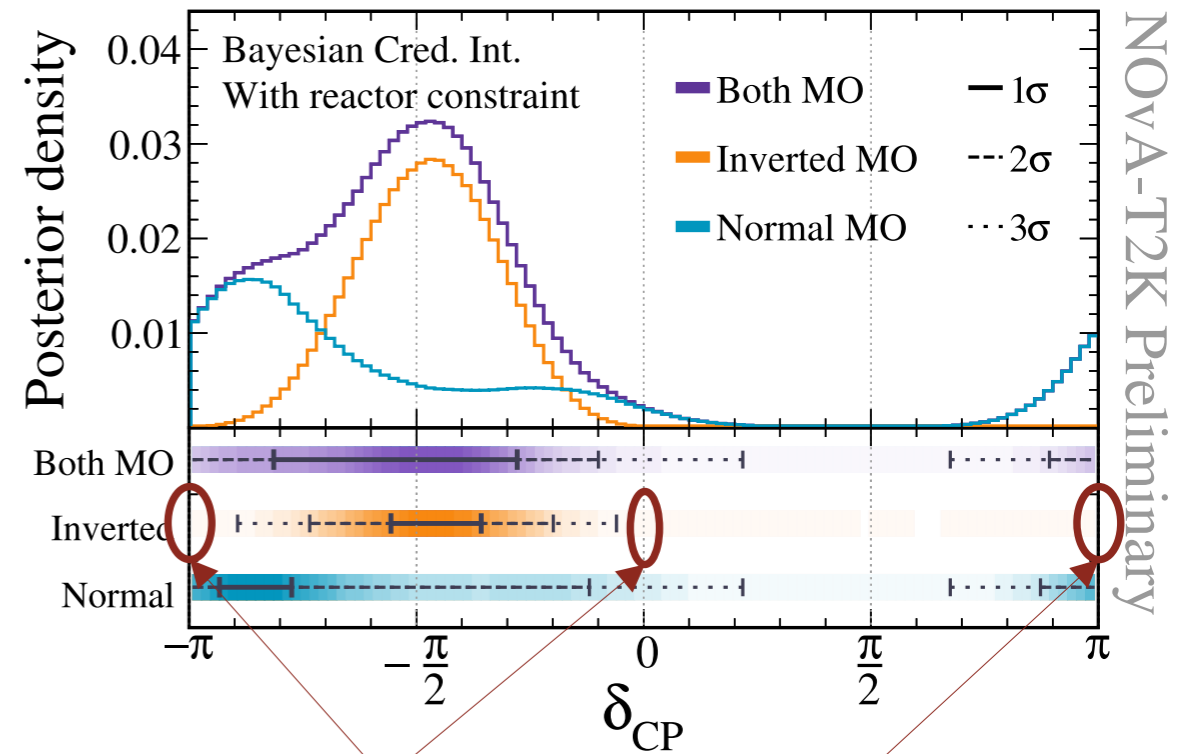 Posterior density
0.04
0.03
0.02
0.01
Bayesian Cred. Int.
With reactor constraint
Both MO
1σ
Inverted MO
2σ
Normal MO
3σ
NOvA-T2K Preliminary
Both MO
Inverted
Normal
−π
−π/2
0
π/2
π
δCP